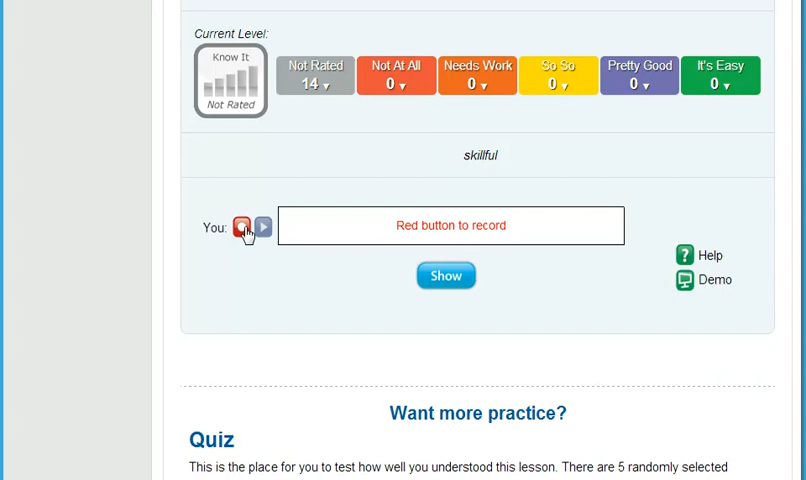 Current Level:
Know It
Not Rated
Not Rated
14
Not At All
0
Needs Work
0
So So
0
Pretty Good
0
It's Easy
0
skillful
You:
Red button to record
Show
? Help
Demo
Want more practice?
Quiz
This is the place for you to test how well you understood this lesson. There are 5 randomly selected